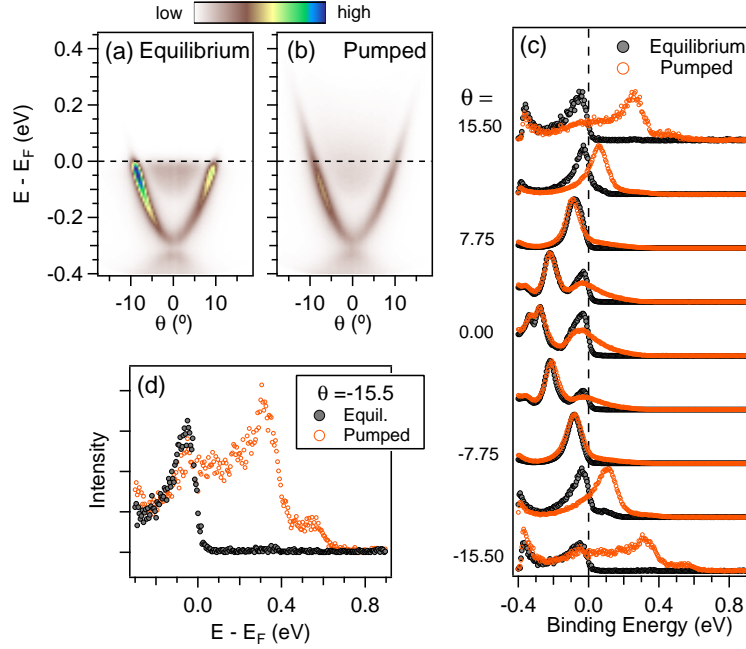 low high
(a) Equilibrium
(b) Pumped
0.4
0.2
0.0
-0.2
-0.4
E - E_F (eV)
-10 0 10
θ (º)
-10 0 10
θ (º)
(c)
Equilibrium
Pumped
θ =
15.50
7.75
0.00
-7.75
-15.50
-0.4 0.0 0.4 0.8
Binding Energy (eV)
(d)
θ =-15.5
Equil.
Pumped
Intensity
0.0 0.4 0.8
E - E_F (eV)